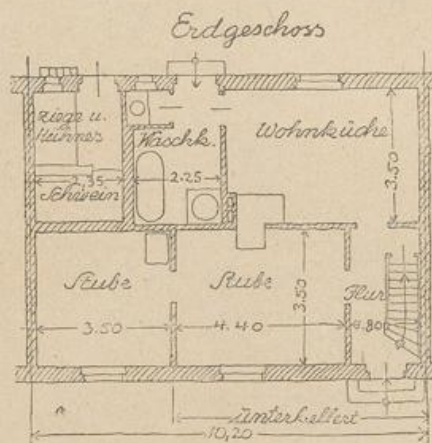 Erdgeschoss
Ziege u.
Hühner
Waschk.
Wohnküche
2,35
2.25
3.50
Schwein
Stube
Stube
Flur
3.50
3.50
4.40
1.80
unterkellert
10,20